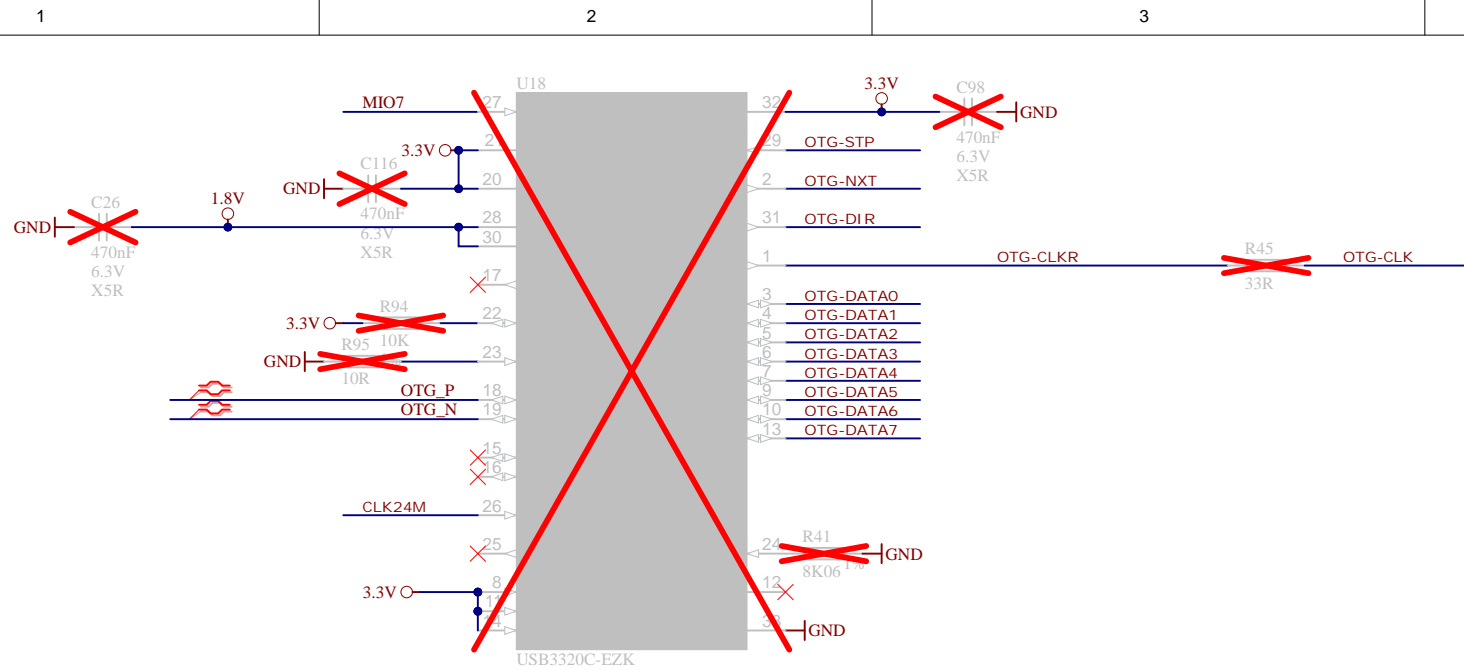 1 2 3
U18
MIO7 27
32 3.3V C98 GND
470nF
6.3V
X5R
3.3V 2
29 OTG-STP
C116
GND 20
470nF
6.3V
X5R
2 OTG-NXT
C26 1.8V
GND 28
470nF
6.3V
X5R
30
31 OTG-DIR
17
1 OTG-CLKR R45 OTG-CLK
33R
3.3V R94 22
10K
GND R95 23
10R
3 OTG-DATA0
4 OTG-DATA1
5 OTG-DATA2
6 OTG-DATA3
7 OTG-DATA4
9 OTG-DATA5
10 OTG-DATA6
13 OTG-DATA7
OTG_P 18
OTG_N 19
15
16
CLK24M 26
25
24 R41 GND
8K06 1%
3.3V 8
11
14
12
33 GND
USB3320C-EZK